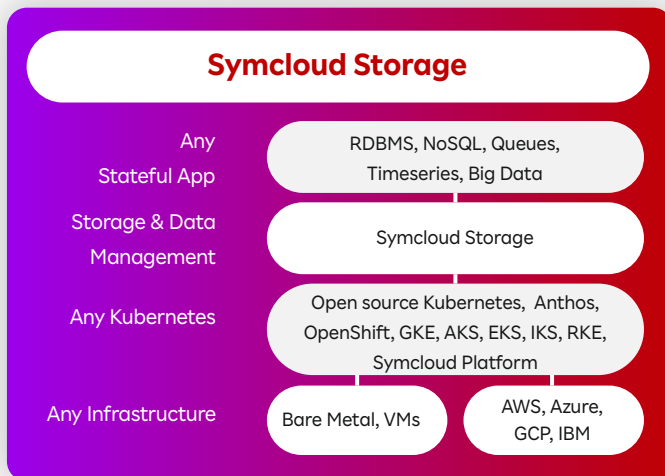 Symcloud Storage
Any
Stateful App
RDBMS, NoSQL, Queues,
Timeseries, Big Data
Storage & Data
Management
Symcloud Storage
Any Kubernetes
Open source Kubernetes, Anthos,
OpenShift, GKE, AKS, EKS, IKS, RKE,
Symcloud Platform
Any Infrastructure
Bare Metal, VMs
AWS, Azure,
GCP, IBM